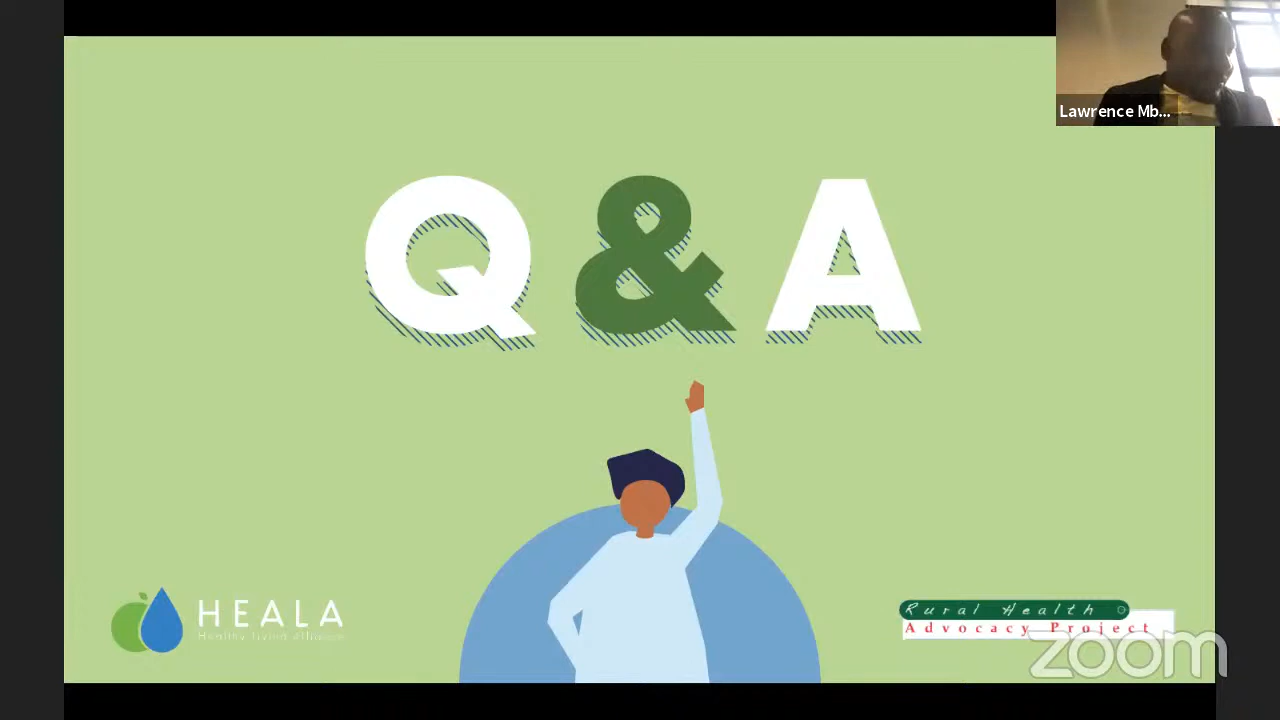 Lawrence Mb...
Q & A
HEALA
Healthy Living Alliance
Rural Health
Advocacy Project
zoom